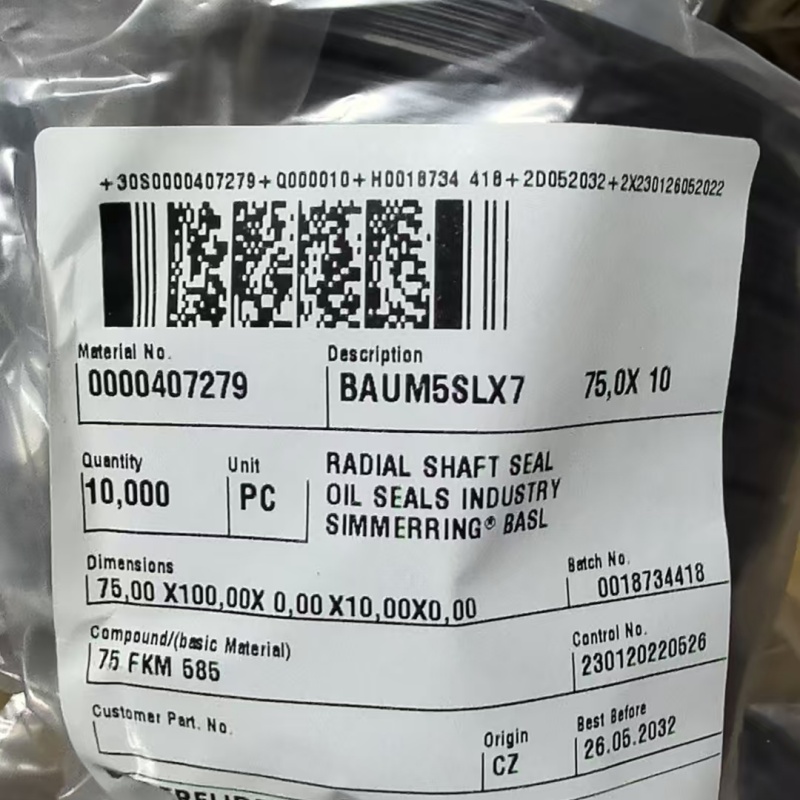 +30S0000407279+Q000010+H0018734 418+2D052032+2X230126052022
Material No.
0000407279
Description
BAUM5SLX7 75,0X 10
Quantity
10,000
Unit
PC
RADIAL SHAFT SEAL
OIL SEALS INDUSTRY
SIMMERRING® BASL
Dimensions
75,00 X100,00X 0,00 X10,00X0,00
Batch No.
0018734418
Compound/(basic Material)
75 FKM 585
Control No.
230120220526
Customer Part. No.
Origin
CZ
Best Before
26.05.2032